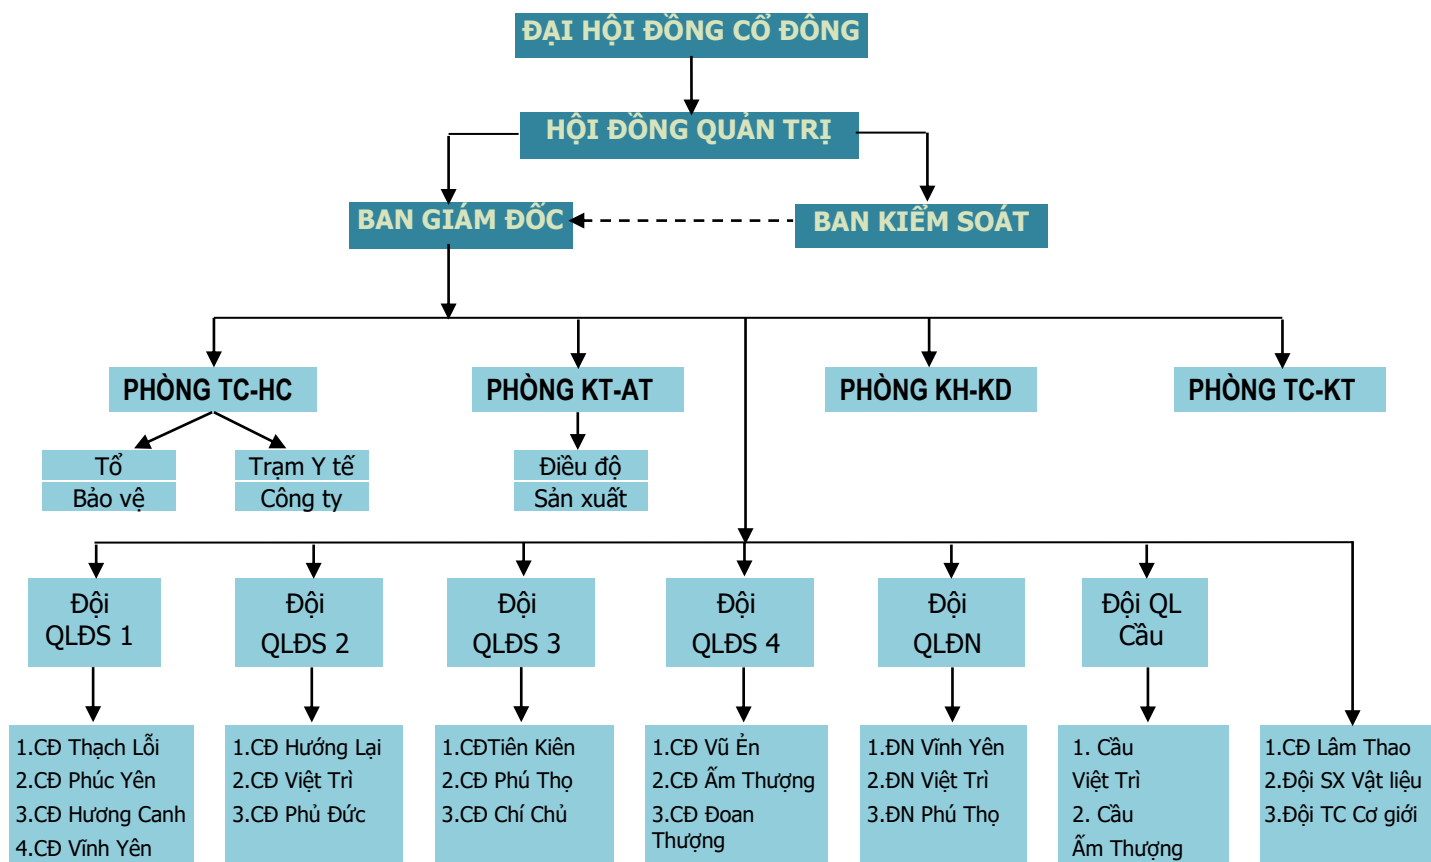 ĐẠI HỘI ĐỒNG CỔ ĐÔNG
HỘI ĐỒNG QUẢN TRỊ
BAN GIÁM ĐỐC
BAN KIỂM SOÁT
PHÒNG TC-HC
PHÒNG KT-AT
PHÒNG KH-KD
PHÒNG TC-KT
Tổ
Bảo vệ
Trạm Y tế
Công ty
Điều độ
Sản xuất
Đội
QLĐS 1
Đội
QLĐS 2
Đội
QLĐS 3
Đội
QLĐS 4
Đội
QLĐN
Đội QL
Cầu
1.CĐ Thạch Lỗi
2.CĐ Phúc Yên
3.CĐ Hương Canh
4.CĐ Vĩnh Yên
1.CĐ Hướng Lại
2.CĐ Việt Trì
3.CĐ Phủ Đức
1.CĐTiên Kiên
2.CĐ Phú Thọ
3.CĐ Chí Chủ
1.CĐ Vũ Ẻn
2.CĐ Ấm Thượng
3.CĐ Đoan
Thượng
1.ĐN Vĩnh Yên
2.ĐN Việt Trì
3.ĐN Phú Thọ
1. Cầu
Việt Trì
2. Cầu
Ấm Thượng
1.CĐ Lâm Thao
2.Đội SX Vật liệu
3.Đội TC Cơ giới